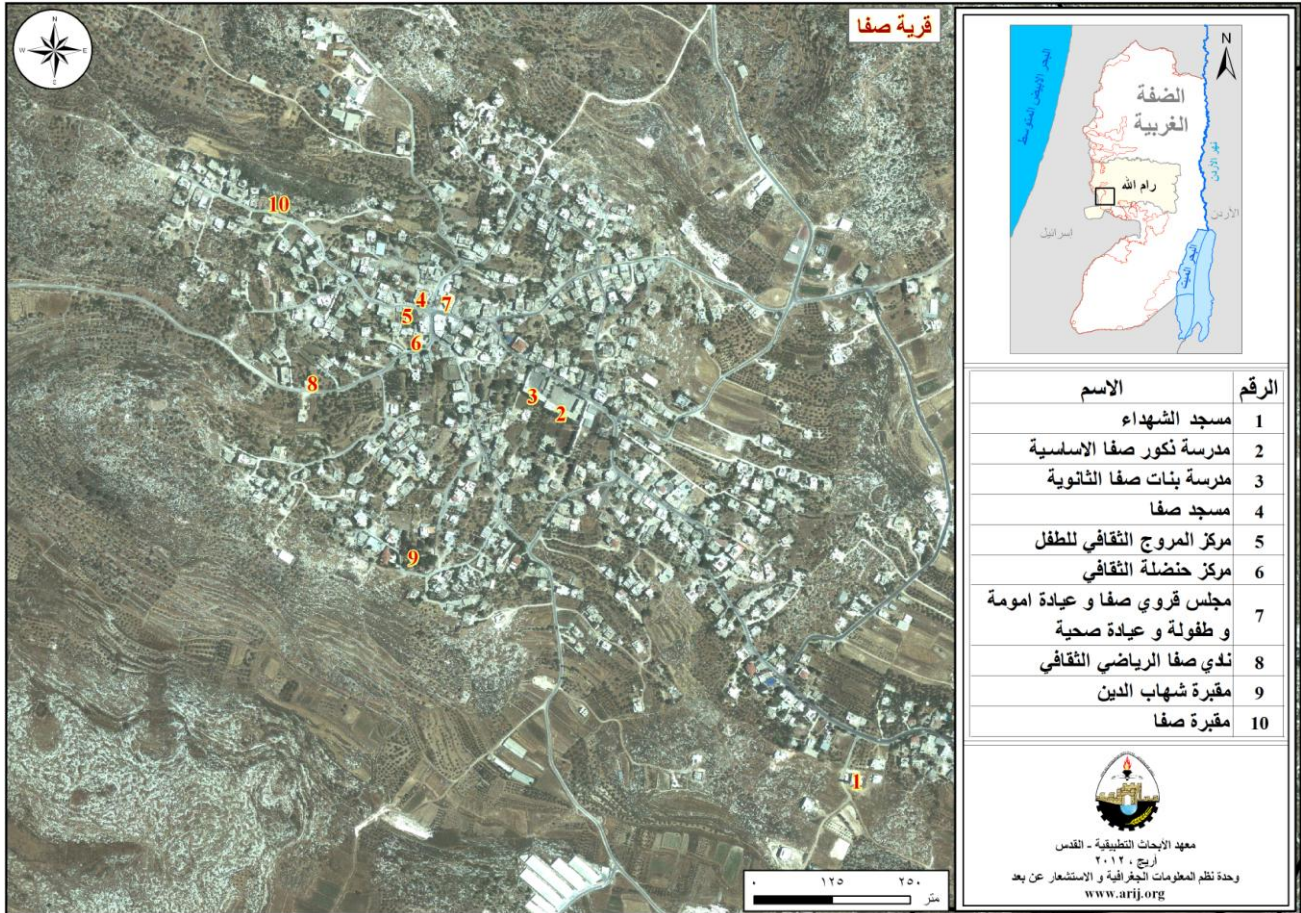 قرية صفا
N
W
E
S
10
4
7
5
6
8
3
2
9
1
٠ ١٢٥ ٢٥٠
متر
N
البحر الابيض المتوسط
الضفة
الغربية
نهر الاردن
رام الله
الأردن
اسرائيل
البحر الميت
الرقم الاسم
1 مسجد الشهداء
2 مدرسة ذكور صفا الاساسية
3 مدرسة بنات صفا الثانوية
4 مسجد صفا
5 مركز المروج الثقافي للطفل
6 مركز حنضلة الثقافي
7 مجلس قروي صفا و عيادة امومة
و طفولة و عيادة صحية
8 نادي صفا الرياضي الثقافي
9 مقبرة شهاب الدين
10 مقبرة صفا
معهد الأبحاث التطبيقية - القدس
أريج ، ٢٠١٢
وحدة نظم المعلومات الجغرافية و الاستشعار عن بعد
www.arij.org